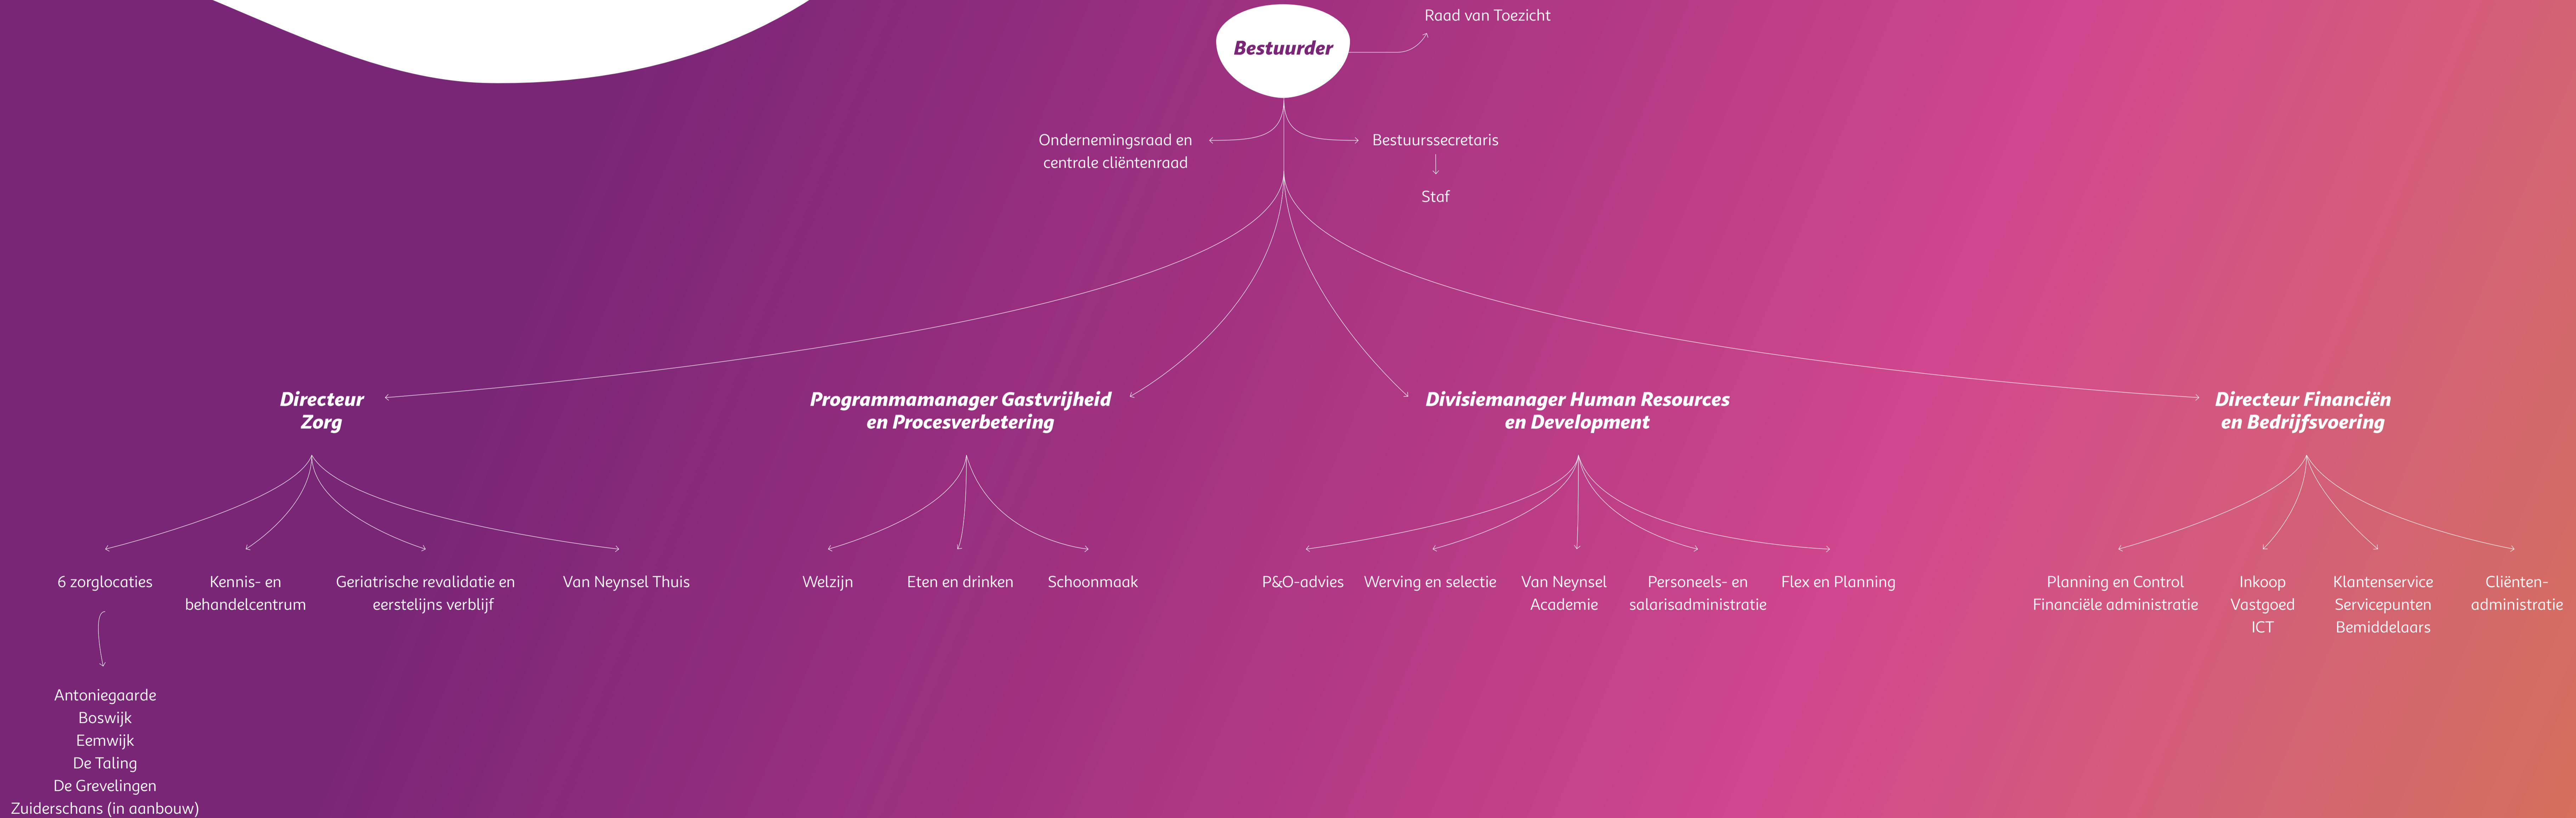 Raad van Toezicht
Bestuurder
Ondernemingsraad en
centrale cliëntenraad
Bestuurssecretaris
Staf
Directeur
Zorg
Programmamanager Gastvrijheid
en Procesverbetering
Divisiemanager Human Resources
en Development
Directeur Financiën
en Bedrijfsvoering
6 zorglocaties
Kennis- en
behandelcentrum
Geriatrische revalidatie en
eerstelijns verblijf
Van Neynsel Thuis
Welzijn
Eten en drinken
Schoonmaak
P&O-advies
Werving en selectie
Van Neynsel
Academie
Personeels- en
salarisadministratie
Flex en Planning
Planning en Control
Financiële administratie
Inkoop
Vastgoed
ICT
Klantenservice
Servicepunten
Bemiddelaars
Cliënten-
administratie
Antoniegaarde
Boswijk
Eemwijk
De Taling
De Grevelingen
Zuiderschans (in aanbouw)